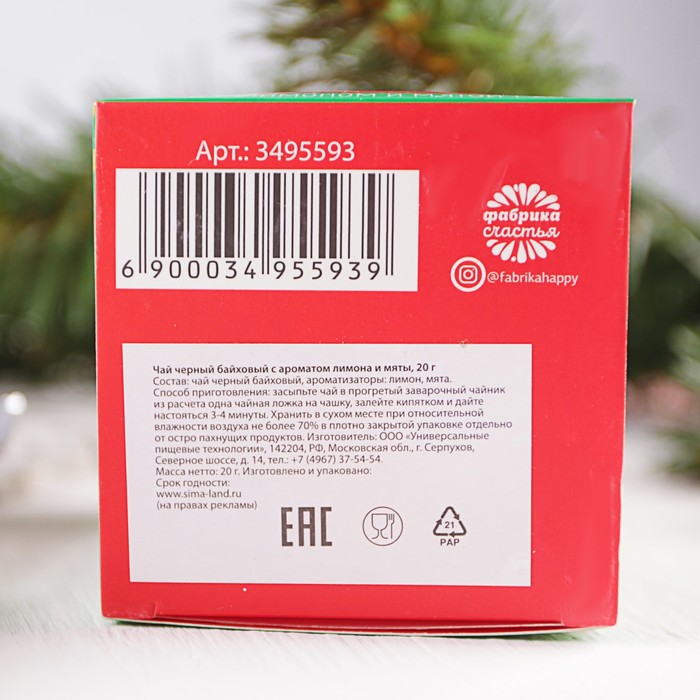 Арт.: 3495593
6 900034 955939
фабрика
счастья
@fabrikahappy
Чай черный байховый с ароматом лимона и мяты, 20 г
Состав: чай черный байховый, ароматизаторы: лимон, мята.
Способ приготовления: засыпьте чай в прогретый заварочный чайник
из расчета одна чайная ложка на чашку, залейте кипятком и дайте
настояться 3-4 минуты. Хранить в сухом месте при относительной
влажности воздуха не более 70% в плотно закрытой упаковке отдельно
от остро пахнущих продуктов. Изготовитель: ООО «Универсальные
пищевые технологии», 142204, РФ, Московская обл., г. Серпухов,
Северное шоссе, д. 14, тел.: +7 (4967) 37-54-54.
Масса нетто: 20 г. Изготовлено и упаковано:
Срок годности:
www.sima-land.ru
(на правах рекламы)
EAC
21
PAP